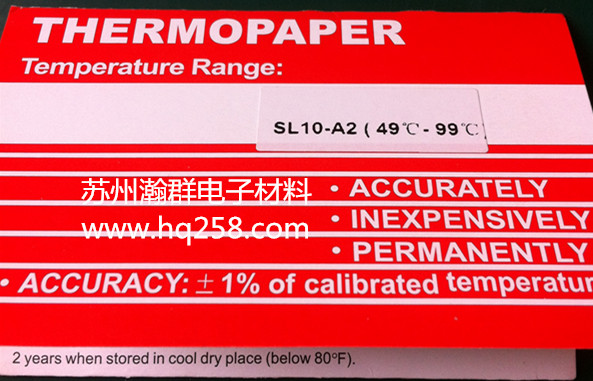 THERMOPAPER
Temperature Range:
SL10-A2 ( 49℃ - 99℃
苏州瀚群电子材料
www.hq258.com
• ACCURATELY
• INEXPENSIVELY
• PERMANENTLY
• ACCURACY: ± 1% of calibrated temperatur
2 years when stored in cool dry place (below 80°F).